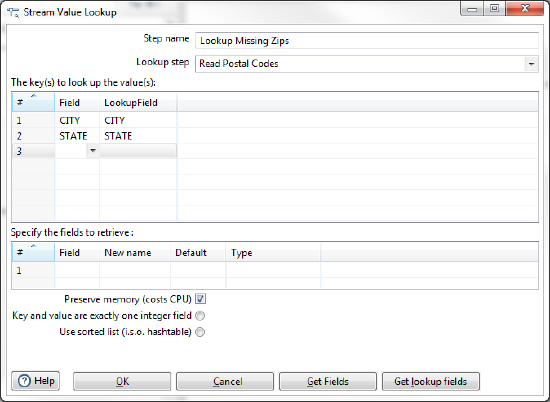 Stream Value Lookup
Step name Lookup Missing Zips
Lookup step Read Postal Codes
The key(s) to look up the value(s):
# Field LookupField
1 CITY CITY
2 STATE STATE
3
Specify the fields to retrieve :
# Field New name Default Type
1
Preserve memory (costs CPU)
Key and value are exactly one integer field
Use sorted list (i.s.o. hashtable)
Help OK Cancel Get Fields Get lookup fields